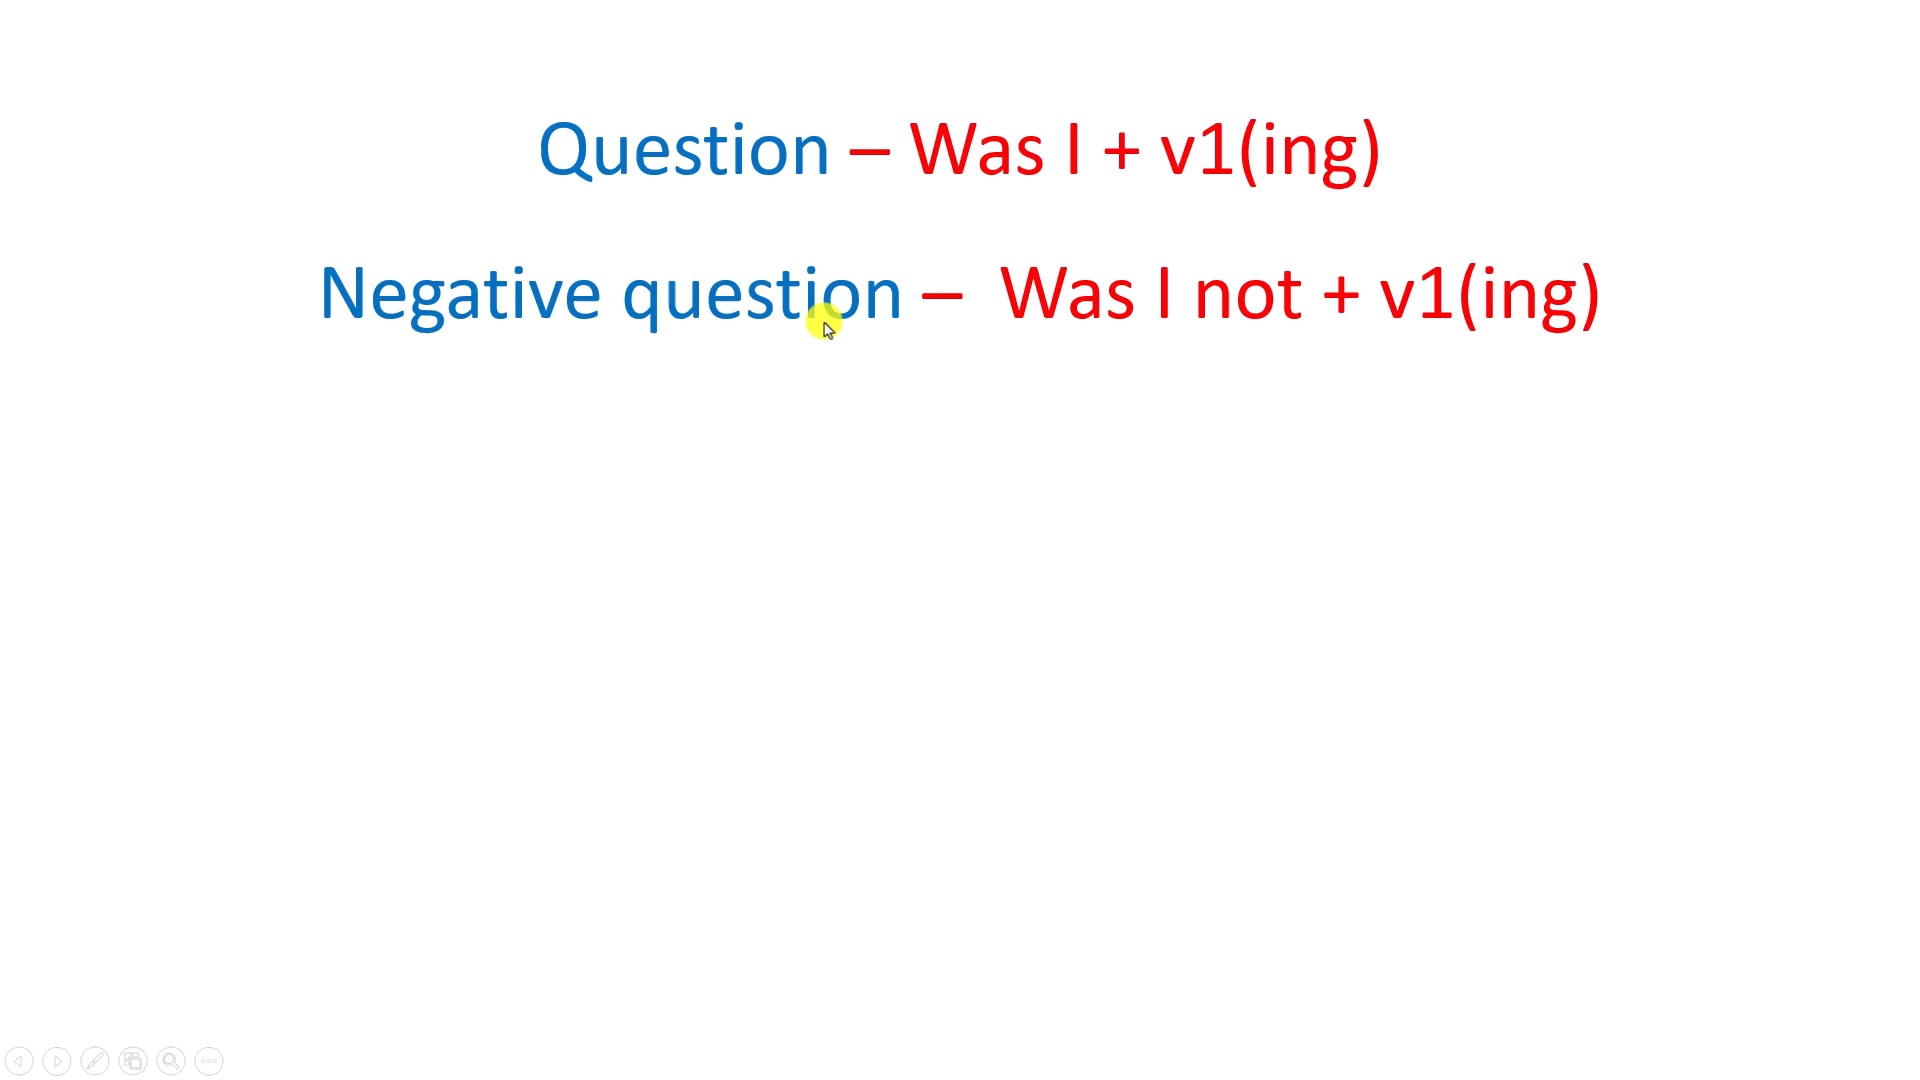 Question – Was I + v1(ing)
Negative question – Was I not + v1(ing)